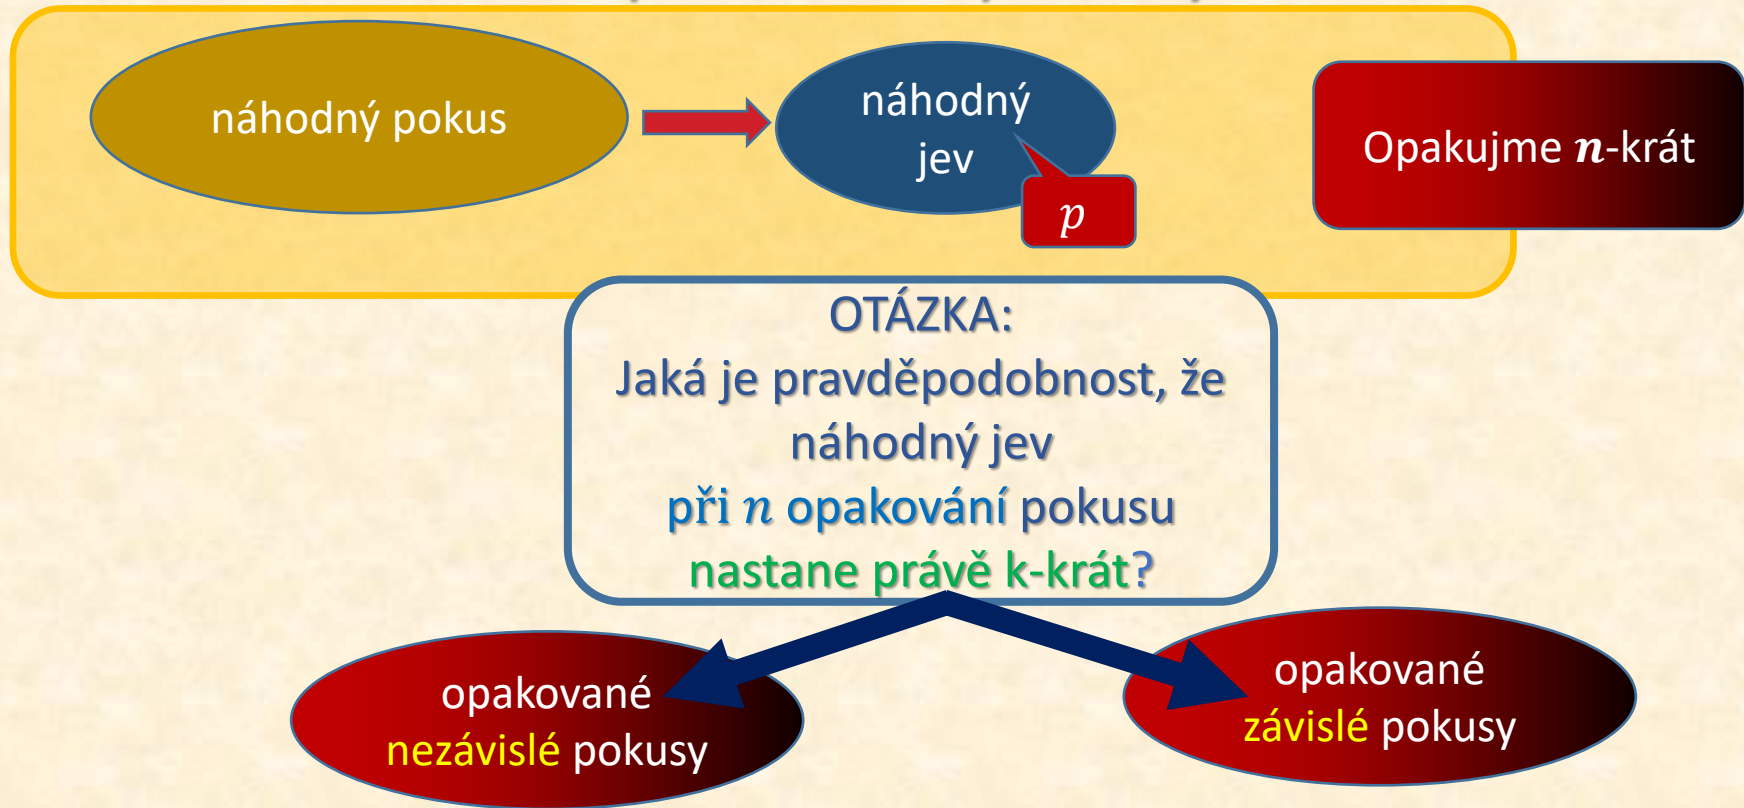 náhodný pokus
náhodný
jev
p
Opakujme n-krát
OTÁZKA:
Jaká je pravděpodobnost, že
náhodný jev
při n opakování pokusu
nastane právě k-krát?
opakované
nezávislé pokusy
opakované
závislé pokusy